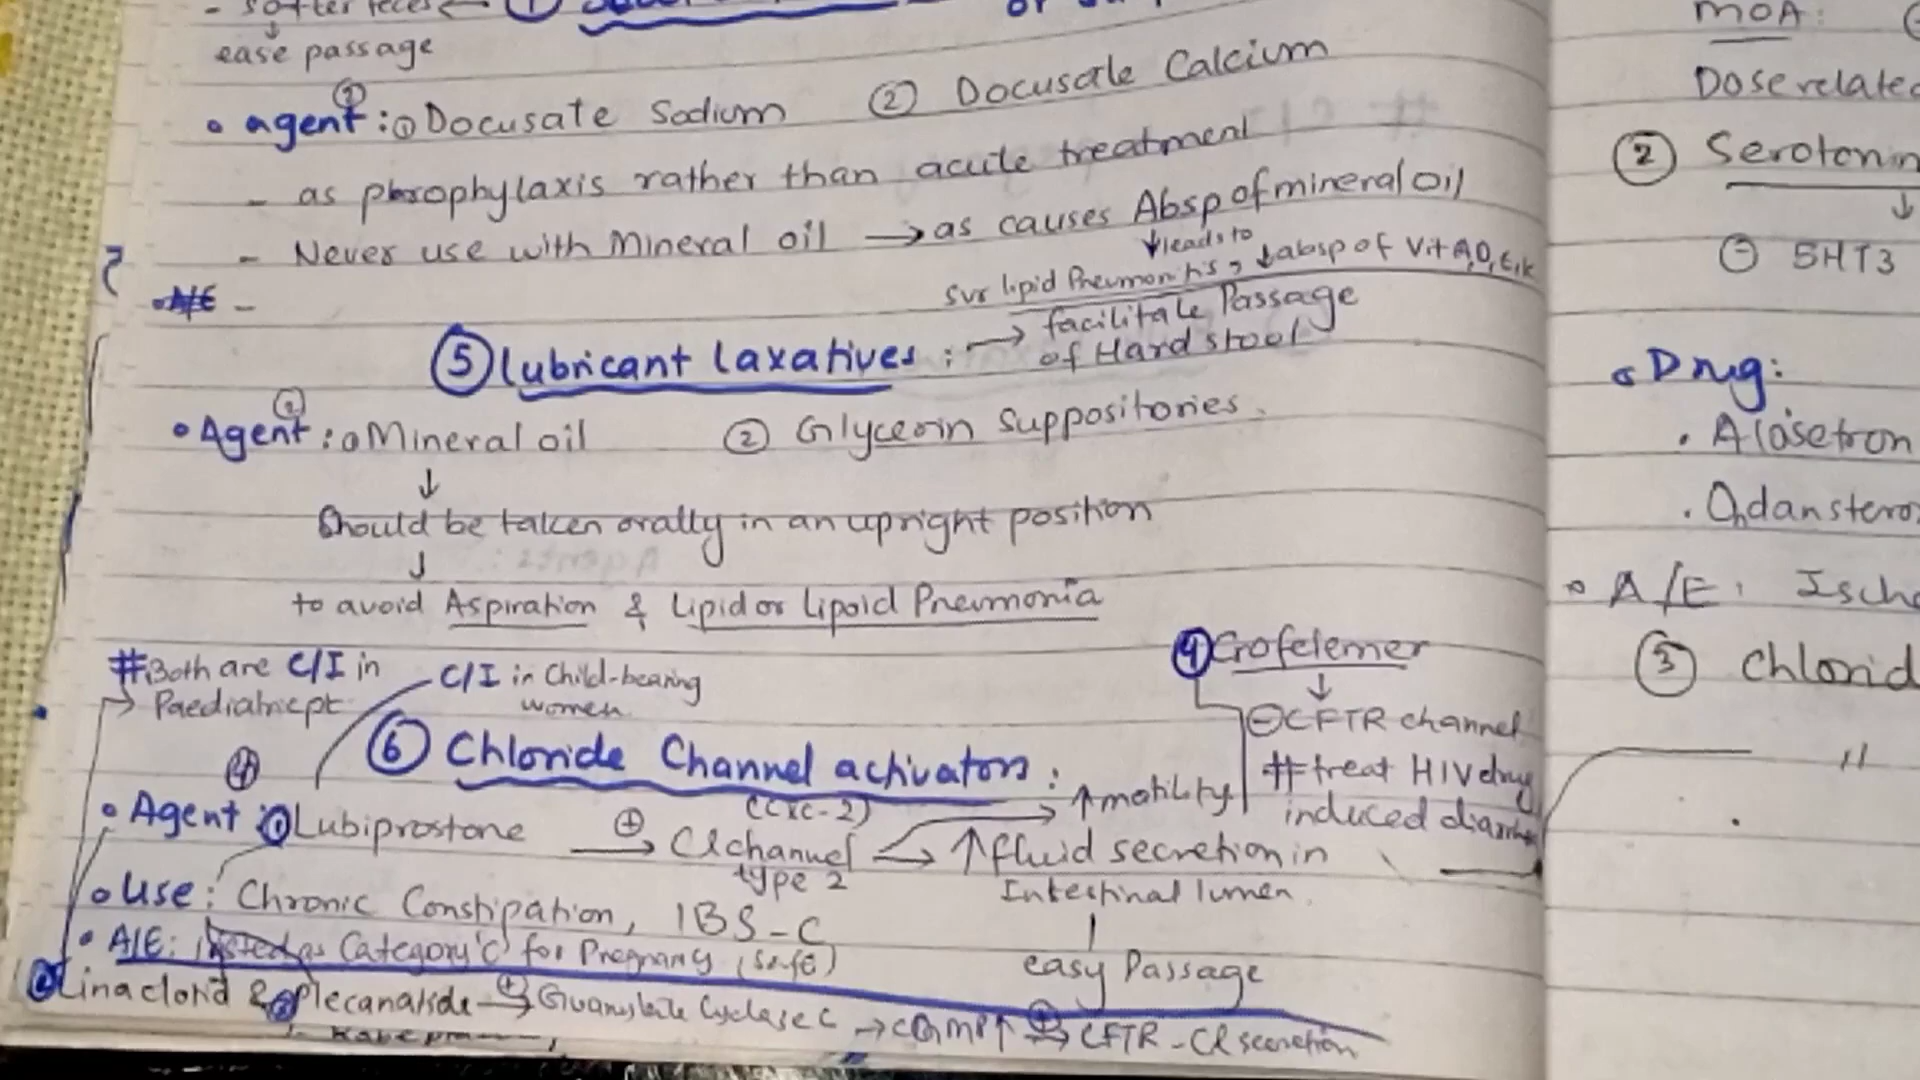 ease passage
• agent : ① Docusate Sodium ② Docusate Calcium
- as prophylaxis rather than acute treatment
- Never use with Mineral oil → as causes Absp of mineral oil
↓ leads to
lipid Pneumonitis, ↓ absp of Vit A,D,E,K
• A/E -
⑤ lubricant laxatives : → facilitate Passage
of Hard stool
• Agent : ① Mineral oil ② Glycerin Suppositories.
↓
Should be taken orally in an upright position
↓
to avoid Aspiration & Lipid or Lipoid Pneumonia
# Both are C/I in
Paediatric pt
C/I in Child-bearing
women
④ Crofelemer
↓
⊖ CFTR channel
# treat HIV drug
induced diarrhea
⑥ Chloride Channel activators :
• Agent : ① Lubiprostone ⊕→ Cl channel
type 2
→ ↑ motility
→ ↑ fluid secretion in
Intestinal lumen.
easy Passage
• Use : Chronic Constipation, IBS-C
• A/E: listed as Category 'C' for Pregnancy (safe)
② Linaclotid & ③ Plecanatide ⊕→ Guanylate Cyclase C → cGMP↑ ⊕→ CFTR - Cl secretion
MOA:
Dose related
② Serotonin
↓
⊖ 5HT3
• Drug:
• Alosetron
• Ondanstero
• A/E: Isch
③ Chlorid
"